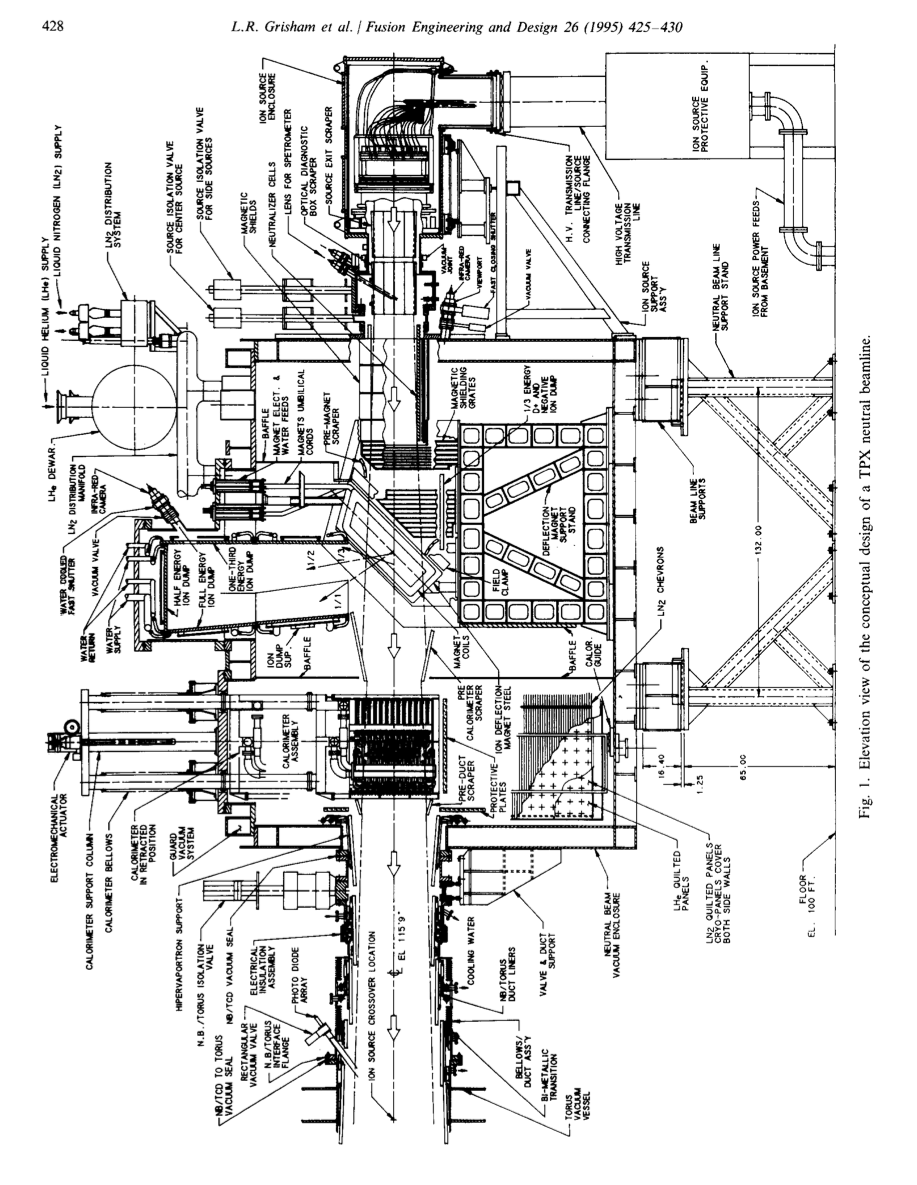 428
L.R. Grisham et al. / Fusion Engineering and Design 26 (1995) 425–430
LIQUID HELIUM (LHe) SUPPLY
LIQUID NITROGEN (LN2) SUPPLY
LN2 DISTRIBUTION
SYSTEM
SOURCE ISOLATION VALVE
FOR CENTER SOURCE
SOURCE ISOLATION VALVE
FOR SIDE SOURCES
MAGNETIC
SHIELDS
NEUTRALIZER CELLS
LENS FOR SPETROMETER
OPTICAL DIAGNOSTIC
BOX SCRAPER
SOURCE EXIT SCRAPER
ION SOURCE
ENCLOSURE
LHe DEWAR
LN2 DISTRIBUTION
MANIFOLD
INFRA-RED
CAMERA
WATER COOLED
FAST SHUTTER
VACUUM VALVE
WATER
RETURN
WATER
SUPPLY
HALF ENERGY
ION DUMP
FULL ENERGY
ION DUMP
ONE-THIRD
ENERGY
ION DUMP
BAFFLE
MAGNET ELECT. &
WATER FEEDS
MAGNETS UMBILICAL
CORDS
PRE-MAGNET
SCRAPER
1/2
1/3
1/1
ION
DUMP
SUP.
BAFFLE
MAGNETIC
SHIELDING
GRATES
1/3 ENERGY
D+ AND
NEGATIVE
ION DUMP
VACUUM
JOINT
INFRA-RED
CAMERA
VIEWPORT
FAST CLOSING SHUTTER
VACUUM VALVE
H.V. TRANSMISSION
LINE/SOURCE
CONNECTING FLANGE
HIGH VOLTAGE
TRANSMISSION
LINE
ION SOURCE
PROTECTIVE EQUIP.
ION SOURCE
SUPPORT
ASS'Y
NEUTRAL BEAM LINE
SUPPORT STAND
ION SOURCE POWER FEEDS
FROM BASEMENT
DEFLECTION
MAGNET
SUPPORT
STAND
FIELD
CLAMP
MAGNET
COILS
BAFFLE
CALOR.
GUIDE
LN2 CHEVRONS
BEAM LINE
SUPPORTS
132.00
PRE
CALORIMETER
SCRAPER
ION DEFLECTION
MAGNET STEEL
PRE-DUCT
SCRAPER
PROTECTIVE
PLATES
16.40
1.25
65.00
ELECTROMECHANICAL
ACTUATOR
CALORIMETER SUPPORT COLUMN
CALORIMETER BELLOWS
CALORIMETER
IN RETRACTED
POSITION
GUARD
VACUUM
SYSTEM
CALORIMETER
ASSEMBLY
HIPERVAPORTRON SUPPORT
N.B./TORUS ISOLATION
VALVE
NB/TCD VACUUM SEAL
ELECTRICAL
INSULATION
ASSEMBLY
PHOTO DIODE
ARRAY
N.B/TORUS
INTERFACE
FLANGE
RECTANGULAR
VACUUM VALVE
NB/TCD TO TORUS
VACUUM SEAL
ION SOURCE CROSSOVER LOCATION
EL 115'9"
COOLING WATER
NB/TORUS
DUCT LINERS
VALVE & DUCT
SUPPORT
BELLOWS/
DUCT ASS'Y
BI-METALLIC
TRANSITION
TORUS
VACUUM
VESSEL
NEUTRAL BEAM
VACUUM ENCLOSURE
LHe QUILTED
PANELS
LN2 QUILTED PANELS
CRYO-PANELS COVER
BOTH SIDE WALLS
FLOOR
EL. 100 FT.
Fig. 1. Elevation view of the conceptual design of a TPX neutral beamline.